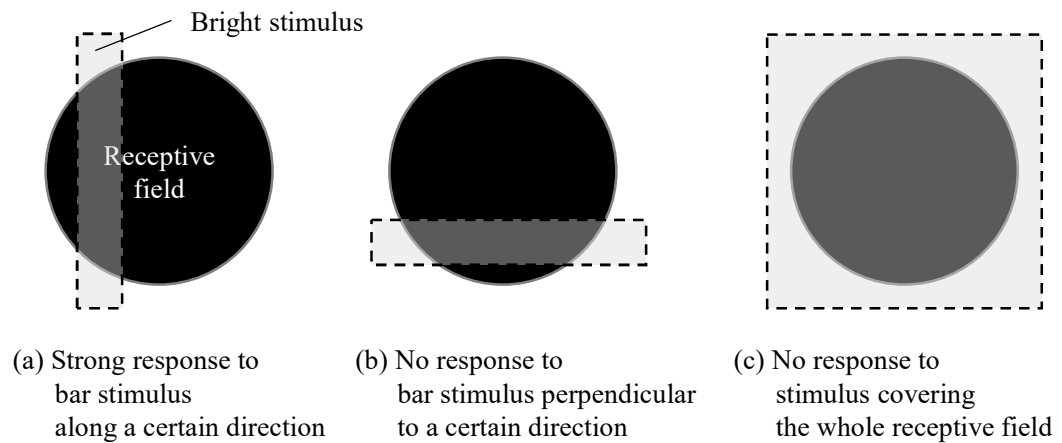 Bright stimulus
Receptive
field
(a) Strong response to
bar stimulus
along a certain direction
(b) No response to
bar stimulus perpendicular
to a certain direction
(c) No response to
stimulus covering
the whole receptive field